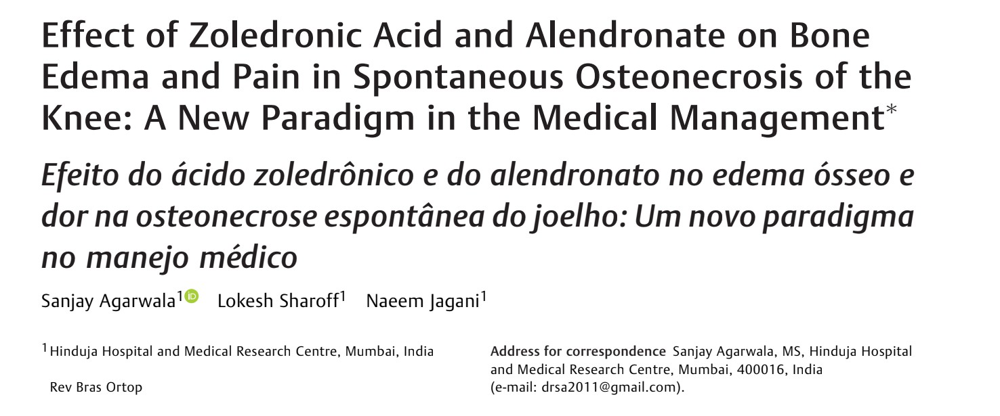 Effect of Zoledronic Acid and Alendronate on Bone
Edema and Pain in Spontaneous Osteonecrosis of the
Knee: A New Paradigm in the Medical Management*
Efeito do ácido zoledrônico e do alendronato no edema ósseo e
dor na osteonecrose espontânea do joelho: Um novo paradigma
no manejo médico
Sanjay Agarwala1 iD Lokesh Sharoff1 Naeem Jagani1
1 Hinduja Hospital and Medical Research Centre, Mumbai, India
Rev Bras Ortop
Address for correspondence Sanjay Agarwala, MS, Hinduja Hospital
and Medical Research Centre, Mumbai, 400016, India
(e-mail: drsa2011@gmail.com).